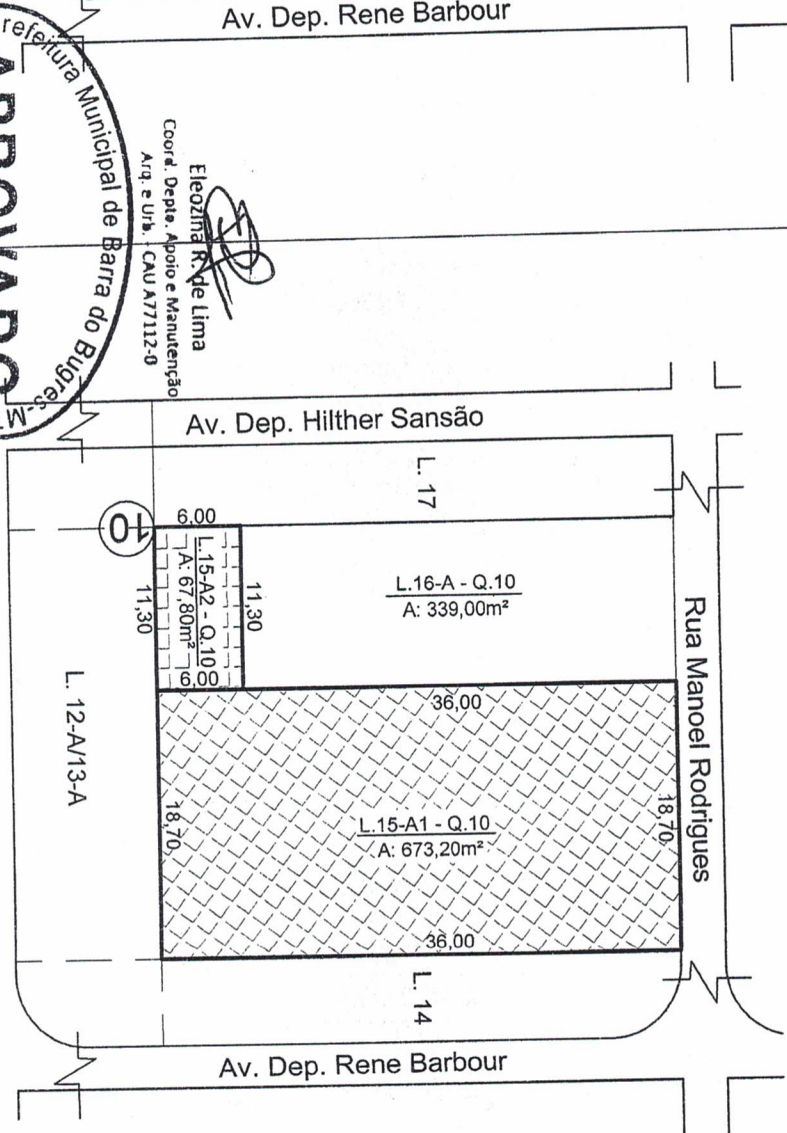 Av. Dep. Rene Barbour
Prefeitura Municipal de Barra do Bugres-MT
APROVADO
Eleozina R. de Lima
Coord. Depto. Apoio e Manutenção
Arq. e Urb. - CAU A77112-0
Av. Dep. Hilther Sansão
L. 17
10
6,00
L.15-A2 - Q.10
A: 67,80m²
11,30
11,30
6,00
L.16-A - Q.10
A: 339,00m²
Rua Manoel Rodrigues
L. 12-A/13-A
36,00
18,70
L.15-A1 - Q.10
A: 673,20m²
18,70
36,00
L. 14
Av. Dep. Rene Barbour